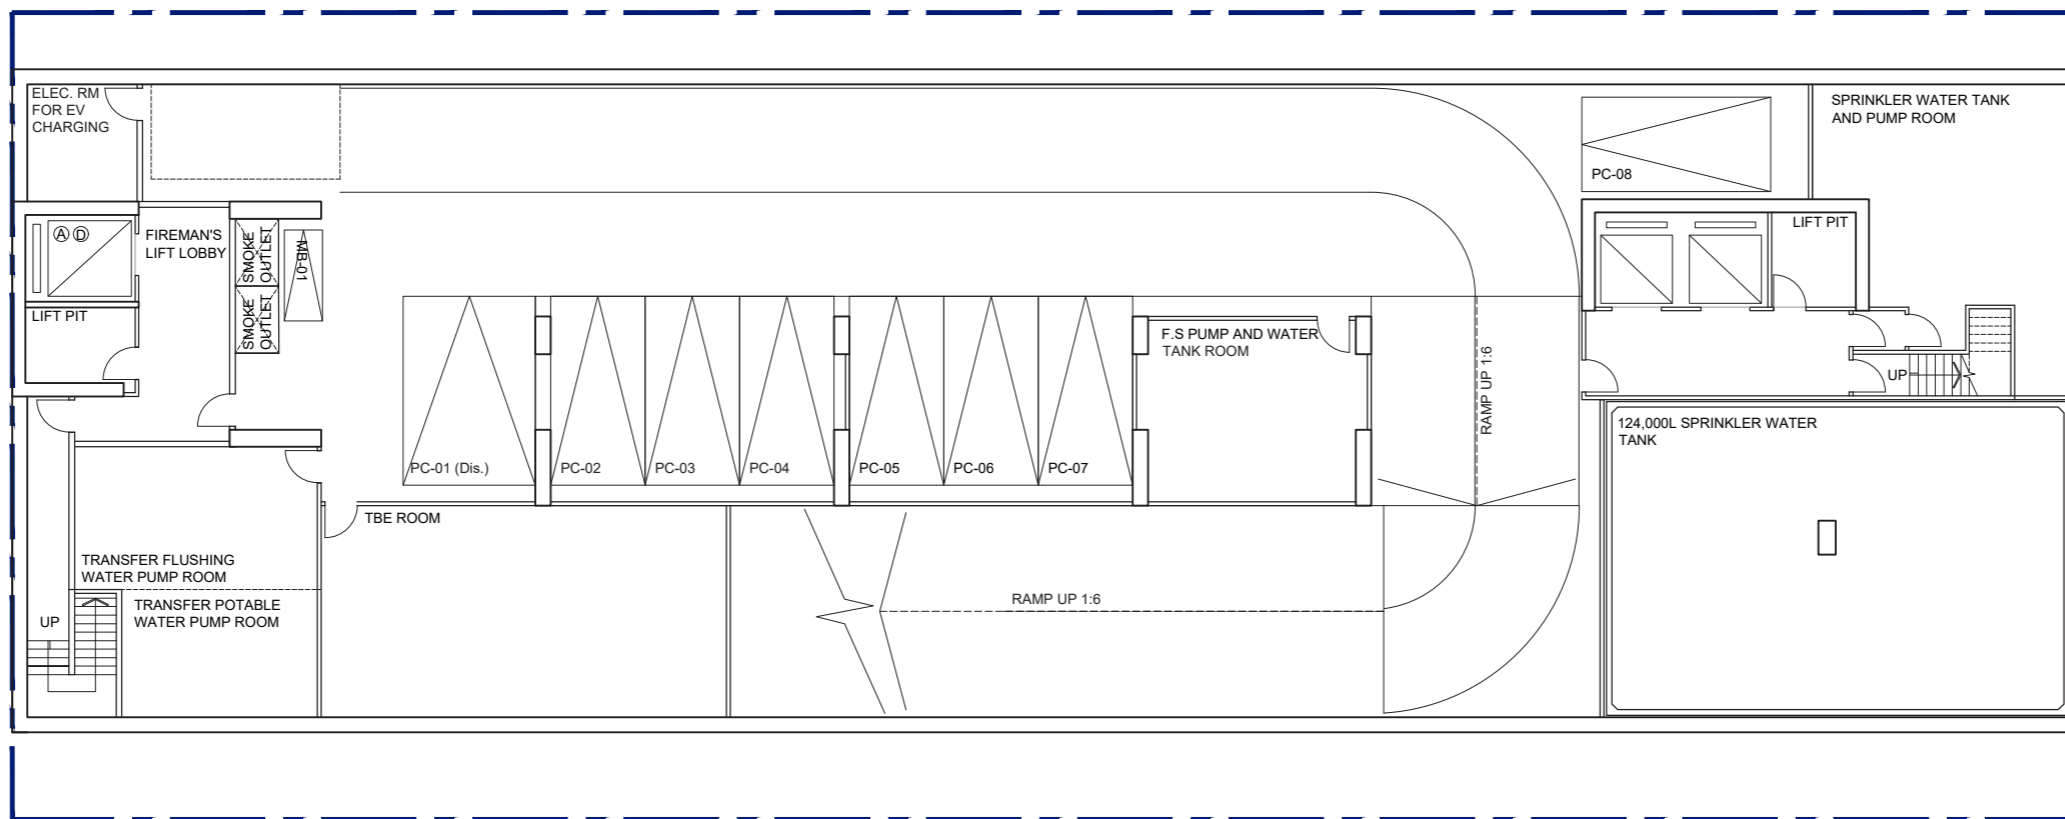 ELEC. RM
FOR EV
CHARGING
SPRINKLER WATER TANK
AND PUMP ROOM
PC-08
A D
FIREMAN'S
LIFT LOBBY
SMOKE
OUTLET
SMOKE
OUTLET
MB-01
LIFT PIT
LIFT PIT
F.S PUMP AND WATER
TANK ROOM
RAMP UP 1:6
UP
124,000L SPRINKLER WATER
TANK
PC-01 (Dis.)
PC-02
PC-03
PC-04
PC-05
PC-06
PC-07
TBE ROOM
TRANSFER FLUSHING
WATER PUMP ROOM
TRANSFER POTABLE
WATER PUMP ROOM
UP
RAMP UP 1:6